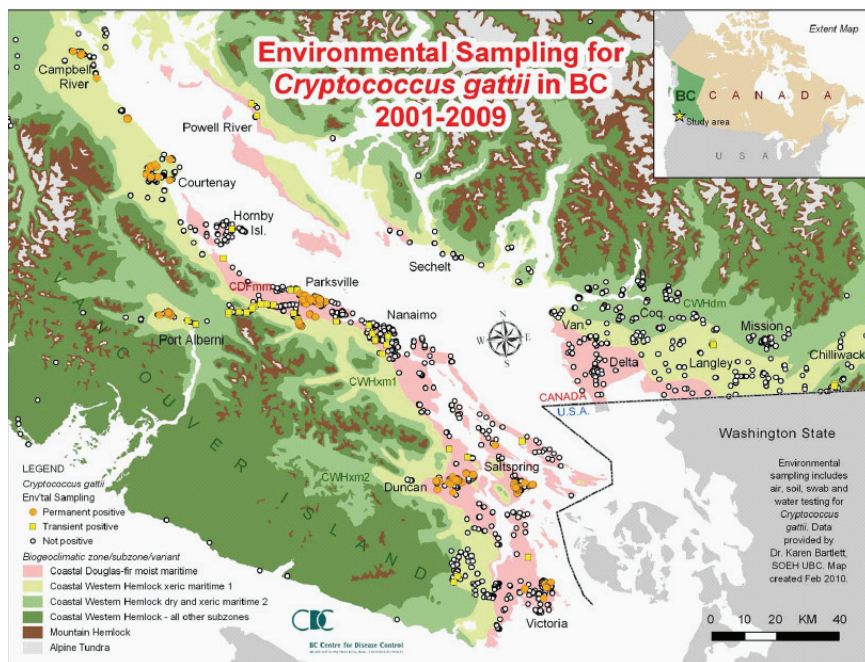 Environmental Sampling for
Cryptococcus gattii in BC
2001-2009
Extent Map
BC
C A N A D A
Study area
U S A
Campbell
River
Powell River
Courtenay
Hornby
Isl.
Sechelt
CDFmm
Parksville
Nanaimo
Port Alberni
N
W
E
S
Van.
Coq.
CWHdm
Mission
Delta
Langley
Chilliwack
CANADA
U.S.A.
CWHxm1
CWHxm2
VANCOUVER ISLAND
Duncan
Saltspring
Victoria
Washington State
Environmental
sampling includes
air, soil, swab and
water testing for
Cryptococcus
gattii. Data
provided by
Dr. Karen Bartlett,
SOEH UBC. Map
created Feb 2010.
LEGEND
Cryptococcus gattii
Env'tal Sampling
Permanent positive
Transient positive
Not positive
Biogeoclimatic zone/subzone/variant
Coastal Douglas-fir moist maritime
Coastal Western Hemlock xeric maritime 1
Coastal Western Hemlock dry and xeric maritime 2
Coastal Western Hemlock - all other subzones
Mountain Hemlock
Alpine Tundra
CDC
BC Centre for Disease Control
KM
0 10 20 40